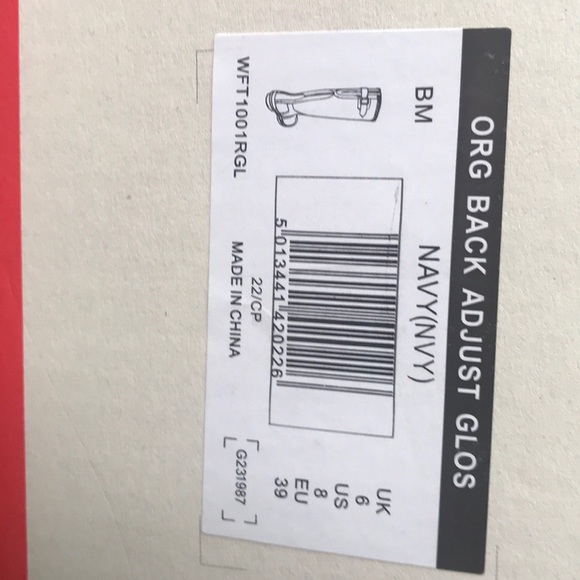 ORG BACK ADJUST GLOS
BM
NAVY(NVY)
UK
6
US
8
EU
39
5 013441 420226
22/CP
WFT1001RGL
MADE IN CHINA
G231987